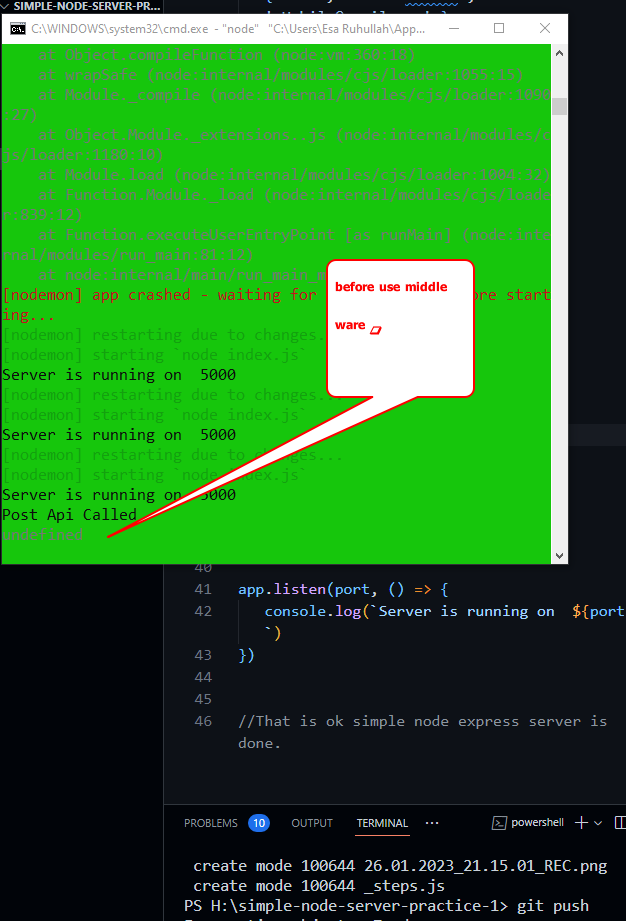 SIMPLE-NODE-SERVER-PR...
C:\WINDOWS\system32\cmd.exe - "node" "C:\Users\Esa Ruhullah\App...
at Object.compileFunction (node:vm:360:18)
at wrapSafe (node:internal/modules/cjs/loader:1055:15)
at Module._compile (node:internal/modules/cjs/loader:1090
:27)
at Object.Module._extensions..js (node:internal/modules/c
js/loader:1180:10)
at Module.load (node:internal/modules/cjs/loader:1004:32)
at Function.Module._load (node:internal/modules/cjs/loade
r:839:12)
at Function.executeUserEntryPoint [as runMain] (node:inte
rnal/modules/run_main:81:12)
at node:internal/main/run_main_m
[nodemon] app crashed - waiting for
ore start
ing...
[nodemon] restarting due to changes.
[nodemon] starting `node index.js`
Server is running on 5000
[nodemon] restarting due to changes...
[nodemon] starting `node index.js`
Server is running on 5000
[nodemon] restarting due to changes...
[nodemon] starting `node index.js`
Server is running on 5000
Post Api Called
undefined
before use middle
ware
40
41 app.listen(port, () => {
42 console.log(`Server is running on ${port
`)
43 })
44
45
46 //That is ok simple node express server is
done.
PROBLEMS 10 OUTPUT TERMINAL ... powershell
create mode 100644 26.01.2023_21.15.01_REC.png
create mode 100644 _steps.js
PS H:\simple-node-server-practice-1> git push